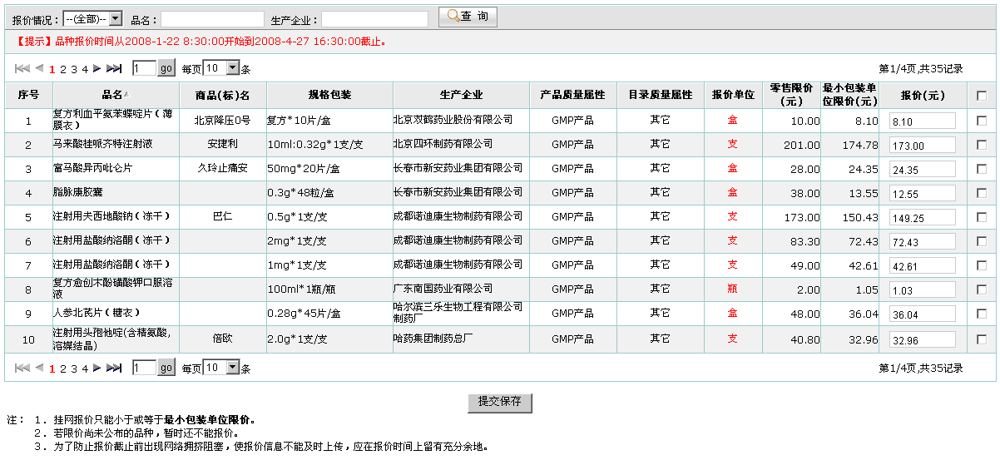 报价情况：--(全部)-- 品名： 生产企业： 查 询
【提示】品种报价时间从2008-1-22 8:30:00开始到2008-4-27 16:30:00截止。
1 2 3 4 1 go 每页 10 条 第1/4页,共35记录
序号 品名 商品(标)名 规格包装 生产企业 产品质量属性 目录质量属性 报价单位 零售限价(元) 最小包装单位限价(元) 报价(元)
1 复方利血平氨苯蝶啶片(薄膜衣) 北京降压0号 复方*10片/盒 北京双鹤药业股份有限公司 GMP产品 其它 盒 10.00 8.10 8.10
2 马来酸桂哌齐特注射液 安捷利 10ml:0.32g*1支/支 北京四环制药有限公司 GMP产品 其它 支 201.00 174.78 173.00
3 富马酸异丙吡仑片 久玲止痛安 50mg*20片/盒 长春市新安药业集团有限公司 GMP产品 其它 盒 28.00 24.35 24.35
4 脂脉康胶囊 0.3g*48粒/盒 长春市新安药业集团有限公司 GMP产品 其它 盒 38.00 13.55 12.55
5 注射用夫西地酸钠(冻干) 巴仁 0.5g*1支/支 成都诺迪康生物制药有限公司 GMP产品 其它 支 173.00 150.43 149.25
6 注射用盐酸纳洛酮(冻干) 2mg*1支/支 成都诺迪康生物制药有限公司 GMP产品 其它 支 83.30 72.43 72.43
7 注射用盐酸纳洛酮(冻干) 1mg*1支/支 成都诺迪康生物制药有限公司 GMP产品 其它 支 49.00 42.61 42.61
8 复方愈创木酚磺酸钾口服溶液 100ml*1瓶/瓶 广东南国药业有限公司 GMP产品 其它 瓶 2.00 1.05 1.03
9 人参北芪片(糖衣) 0.28g*45片/盒 哈尔滨三乐生物工程有限公司制药厂 GMP产品 其它 盒 48.00 36.04 36.04
10 注射用头孢他啶(含精氨酸,溶媒结晶) 倍欧 2.0g*1支/支 哈药集团制药总厂 GMP产品 其它 支 40.80 32.96 32.96
1 2 3 4 1 go 每页 10 条 第1/4页,共35记录
提交保存
注： 1. 挂网报价只能小于或等于最小包装单位限价。
2. 若限价尚未公布的品种，暂时还不能报价。
3. 为了防止报价截止前出现网络拥挤阻塞，使报价信息不能及时上传，应在报价时间上留有充分余地。